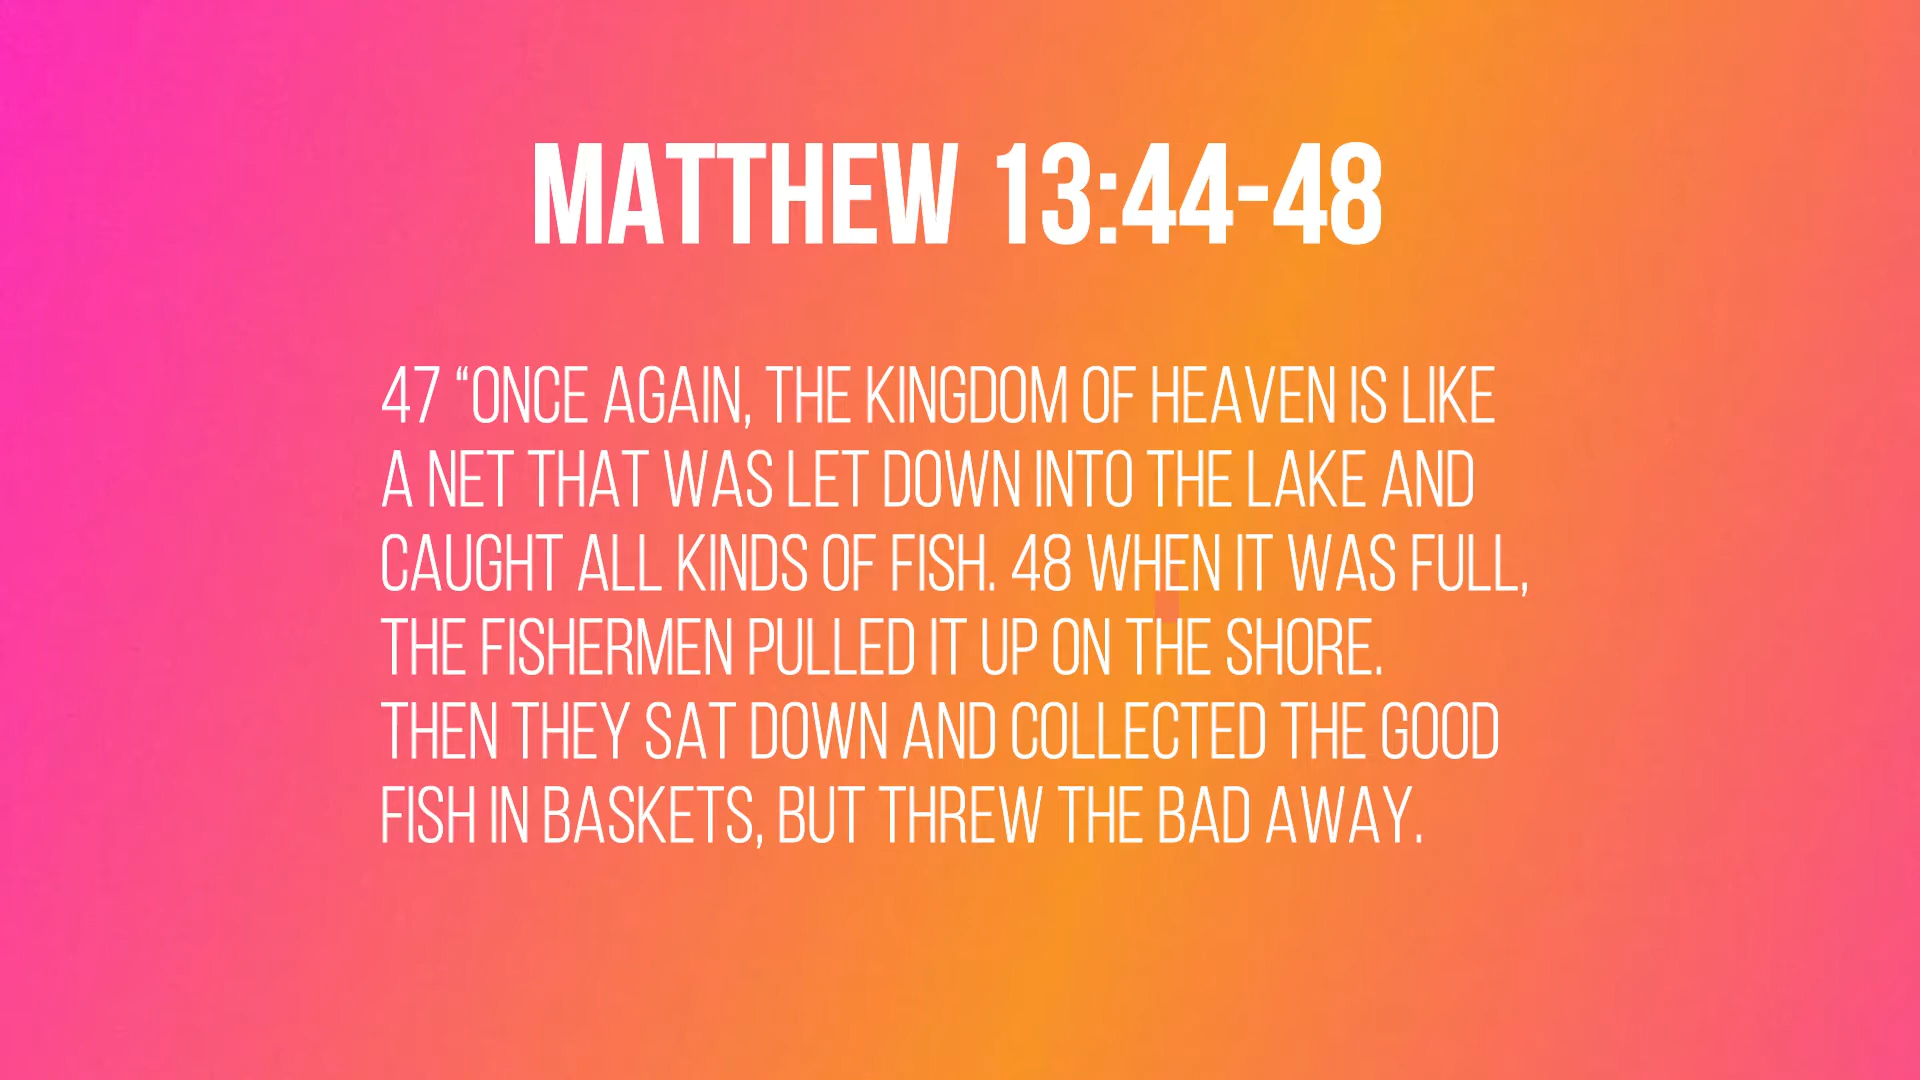 MATTHEW 13:44-48
47 “ONCE AGAIN, THE KINGDOM OF HEAVEN IS LIKE
A NET THAT WAS LET DOWN INTO THE LAKE AND
CAUGHT ALL KINDS OF FISH. 48 WHEN IT WAS FULL,
THE FISHERMEN PULLED IT UP ON THE SHORE.
THEN THEY SAT DOWN AND COLLECTED THE GOOD
FISH IN BASKETS, BUT THREW THE BAD AWAY.